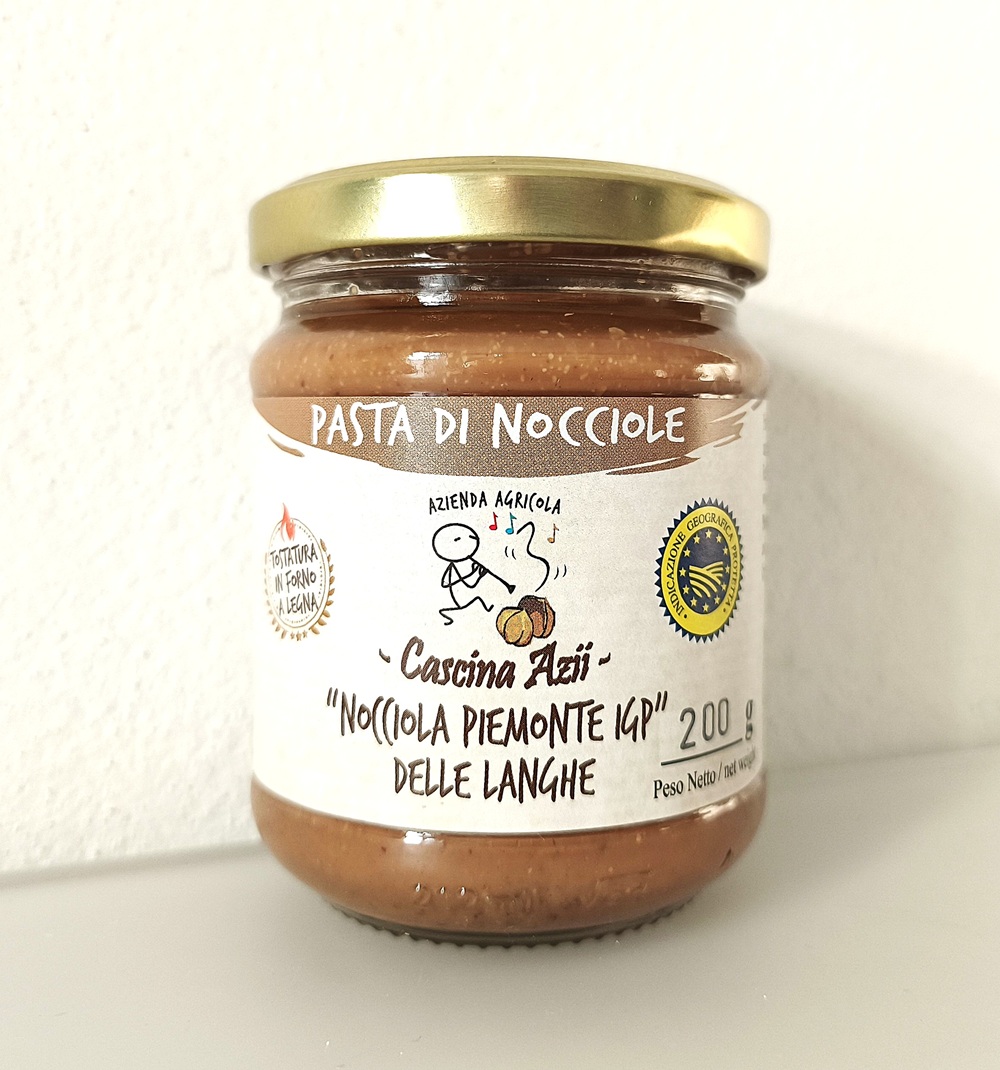 PASTA DI NOCCIOLE
AZIENDA AGRICOLA
TOSTATURA
IN FORNO
A LEGNA
INDICAZIONE GEOGRAFICA PROTETTA
- Cascina Azii -
"NOCCIOLA PIEMONTE IGP"
DELLE LANGHE
200 g
Peso Netto / net weight